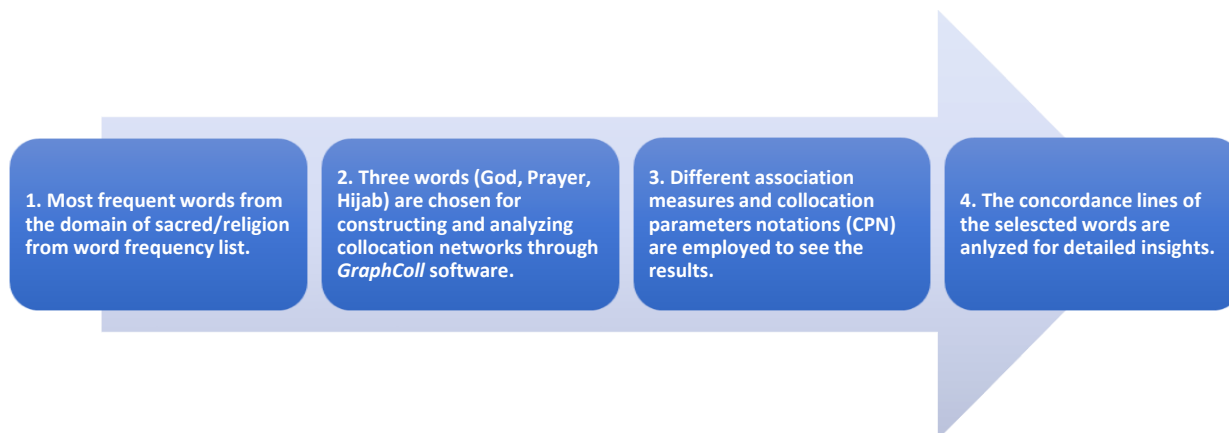 1. Most frequent words from
the domain of sacred/religion
from word frequency list.
2. Three words (God, Prayer,
Hijab) are chosen for
constructing and analyzing
collocation networks through
GraphColl software.
3. Different association
measures and collocation
parameters notations (CPN)
are employed to see the
results.
4. The concordance lines of
the selescted words are
anlyzed for detailed insights.